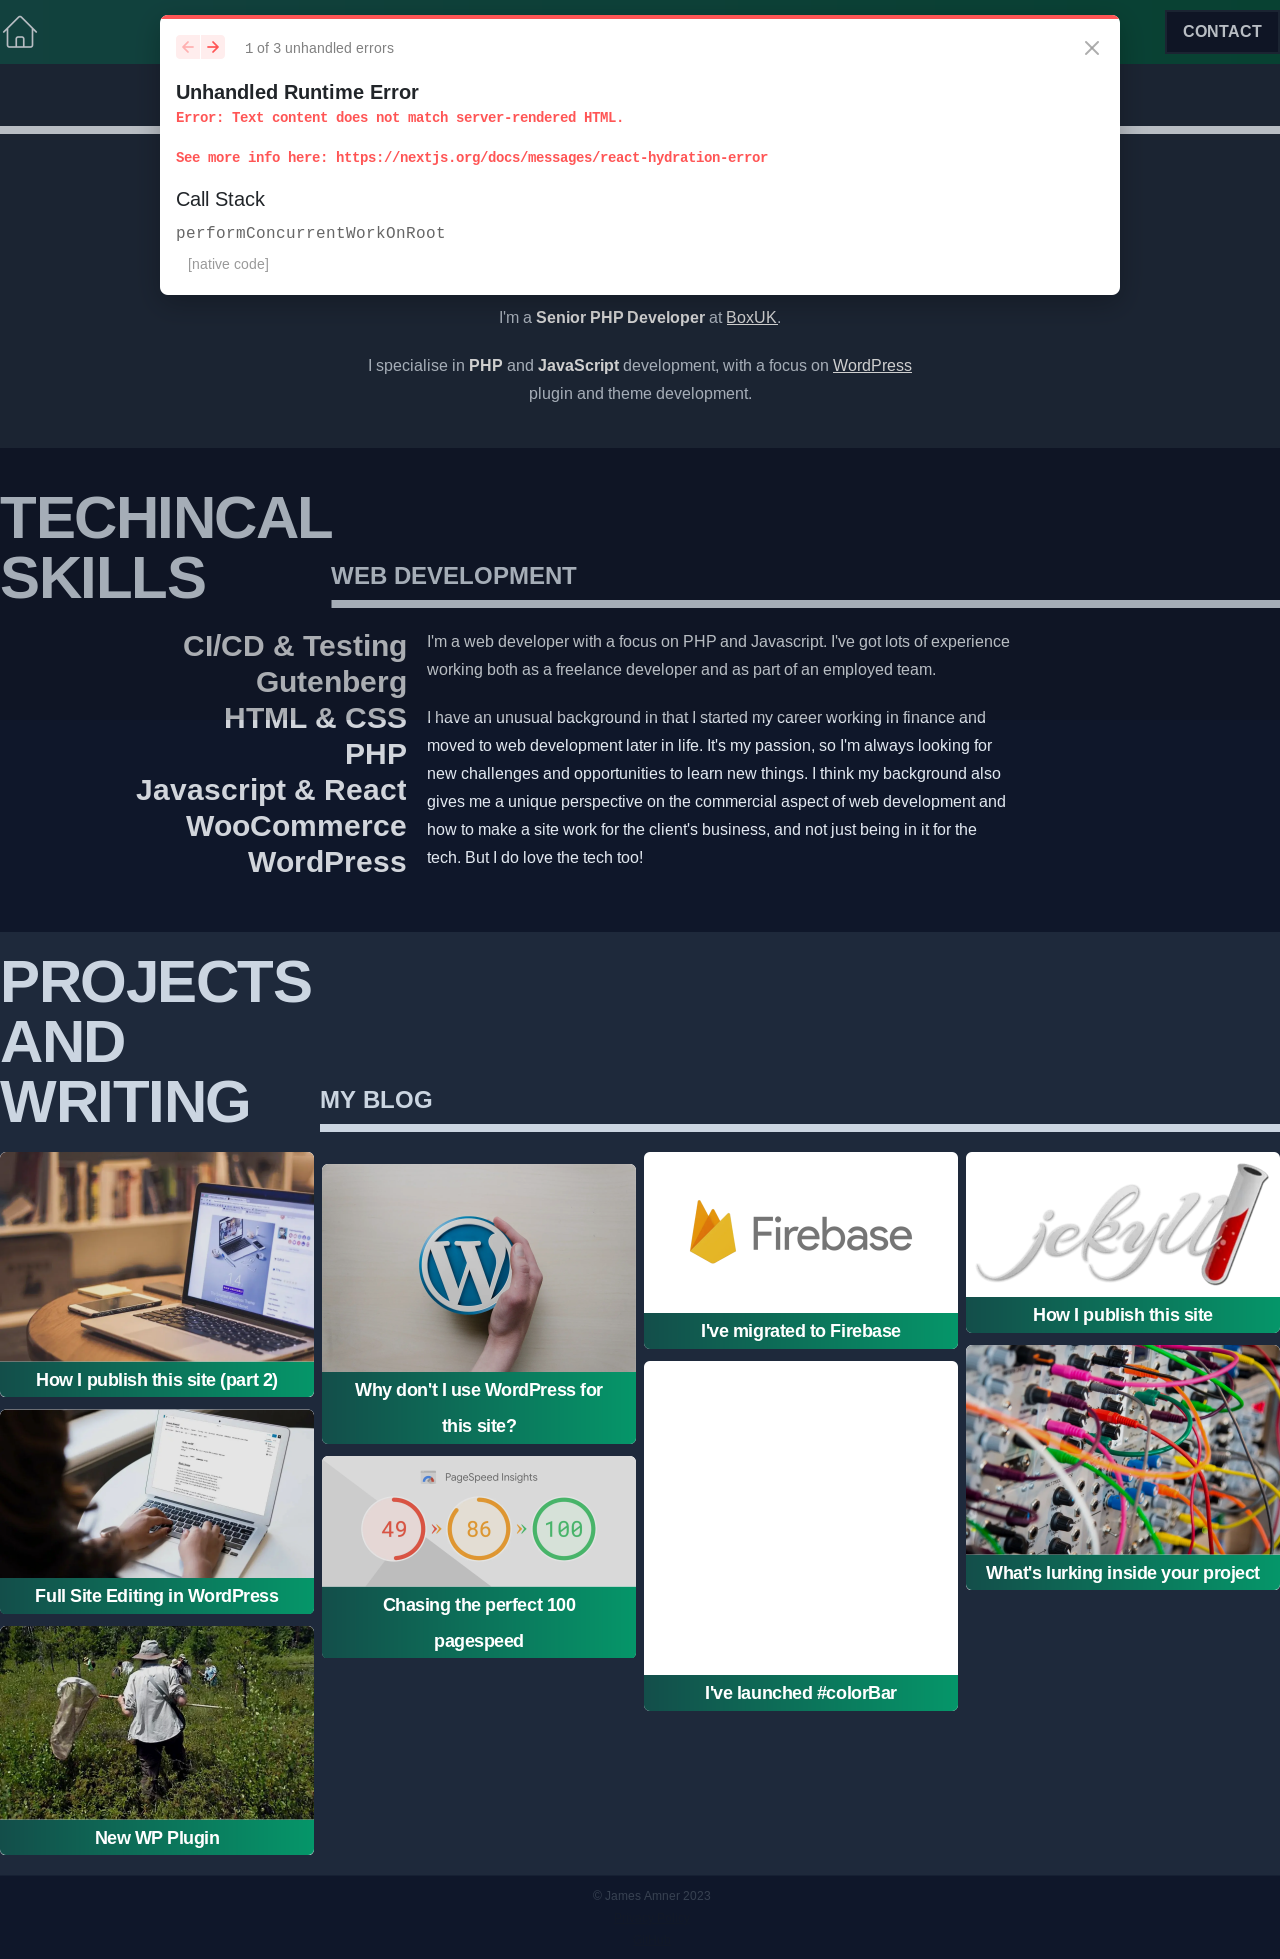 1 of 3 unhandled errors
CONTACT
Unhandled Runtime Error
Error: Text content does not match server-rendered HTML.
See more info here: https://nextjs.org/docs/messages/react-hydration-error
Call Stack
performConcurrentWorkOnRoot
[native code]
I'm a Senior PHP Developer at BoxUK.
I specialise in PHP and JavaScript development, with a focus on WordPress
plugin and theme development.
TECHINCAL
SKILLS
WEB DEVELOPMENT
CI/CD & Testing
Gutenberg
HTML & CSS
PHP
Javascript & React
WooCommerce
WordPress
I'm a web developer with a focus on PHP and Javascript. I've got lots of experience
working both as a freelance developer and as part of an employed team.
I have an unusual background in that I started my career working in finance and
moved to web development later in life. It's my passion, so I'm always looking for
new challenges and opportunities to learn new things. I think my background also
gives me a unique perspective on the commercial aspect of web development and
how to make a site work for the client's business, and not just being in it for the
tech. But I do love the tech too!
PROJECTS
AND
WRITING
MY BLOG
How I publish this site (part 2)
Full Site Editing in WordPress
New WP Plugin
Why don't I use WordPress for
this site?
PageSpeed Insights
49 » 86 » 100
Chasing the perfect 100
pagespeed
Firebase
I've migrated to Firebase
I've launched #colorBar
jekyll
How I publish this site
What's lurking inside your project
© James Amner 2023